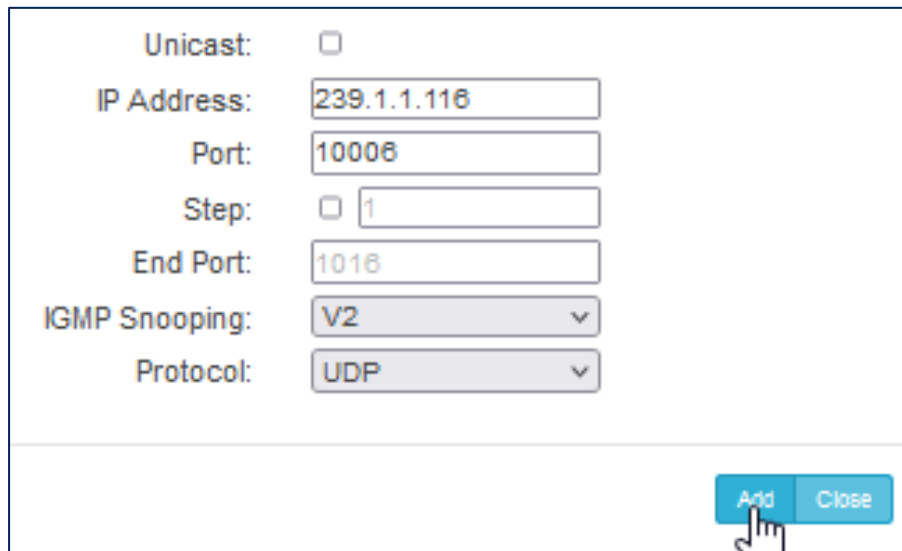 Unicast:
IP Address: 239.1.1.116
Port: 10006
Step: 1
End Port: 1016
IGMP Snooping: V2
Protocol: UDP
Add Close